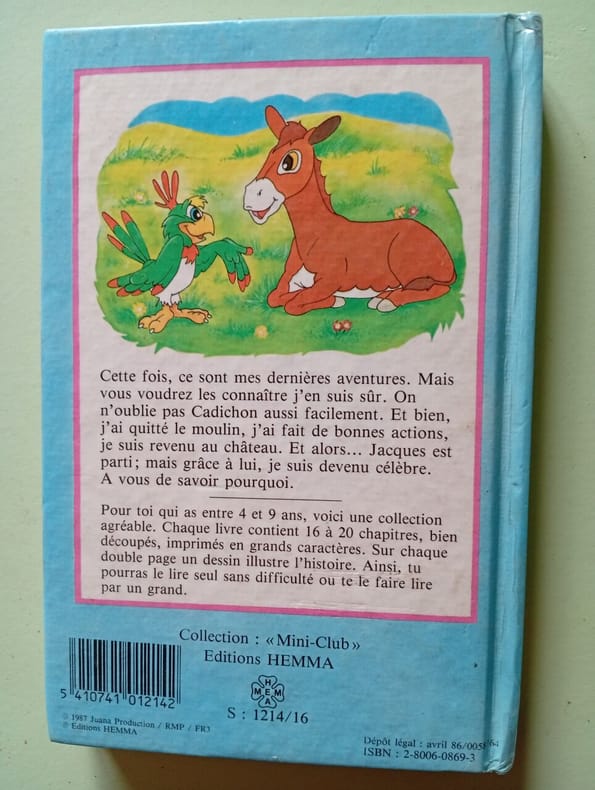 Cette fois, ce sont mes dernières aventures. Mais
vous voudrez les connaître j'en suis sûr. On
n'oublie pas Cadichon aussi facilement. Et bien,
j'ai quitté le moulin, j'ai fait de bonnes actions,
je suis revenu au château. Et alors... Jacques est
parti; mais grâce à lui, je suis devenu célèbre.
A vous de savoir pourquoi.
Pour toi qui as entre 4 et 9 ans, voici une collection
agréable. Chaque livre contient 16 à 20 chapitres, bien
découpés, imprimés en grands caractères. Sur chaque
double page un dessin illustre l'histoire. Ainsi, tu
pourras le lire seul sans difficulté ou te le faire lire
par un grand.
Collection : « Mini-Club »
Editions HEMMA
HEMMA
S : 1214/16
5 410741 012142
© 1987 Juana Production / RMP / FR3
© Editions HEMMA
Dépôt légal : avril 86/0058/64
ISBN : 2-8006-0869-3